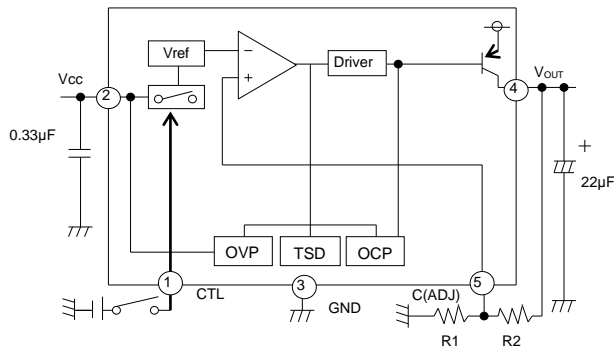 Vref
−
+
Driver
Vcc
2
VOUT
4
0.33µF
+
22µF
OVP
TSD
OCP
1
CTL
3
GND
C(ADJ)
5
R1
R2